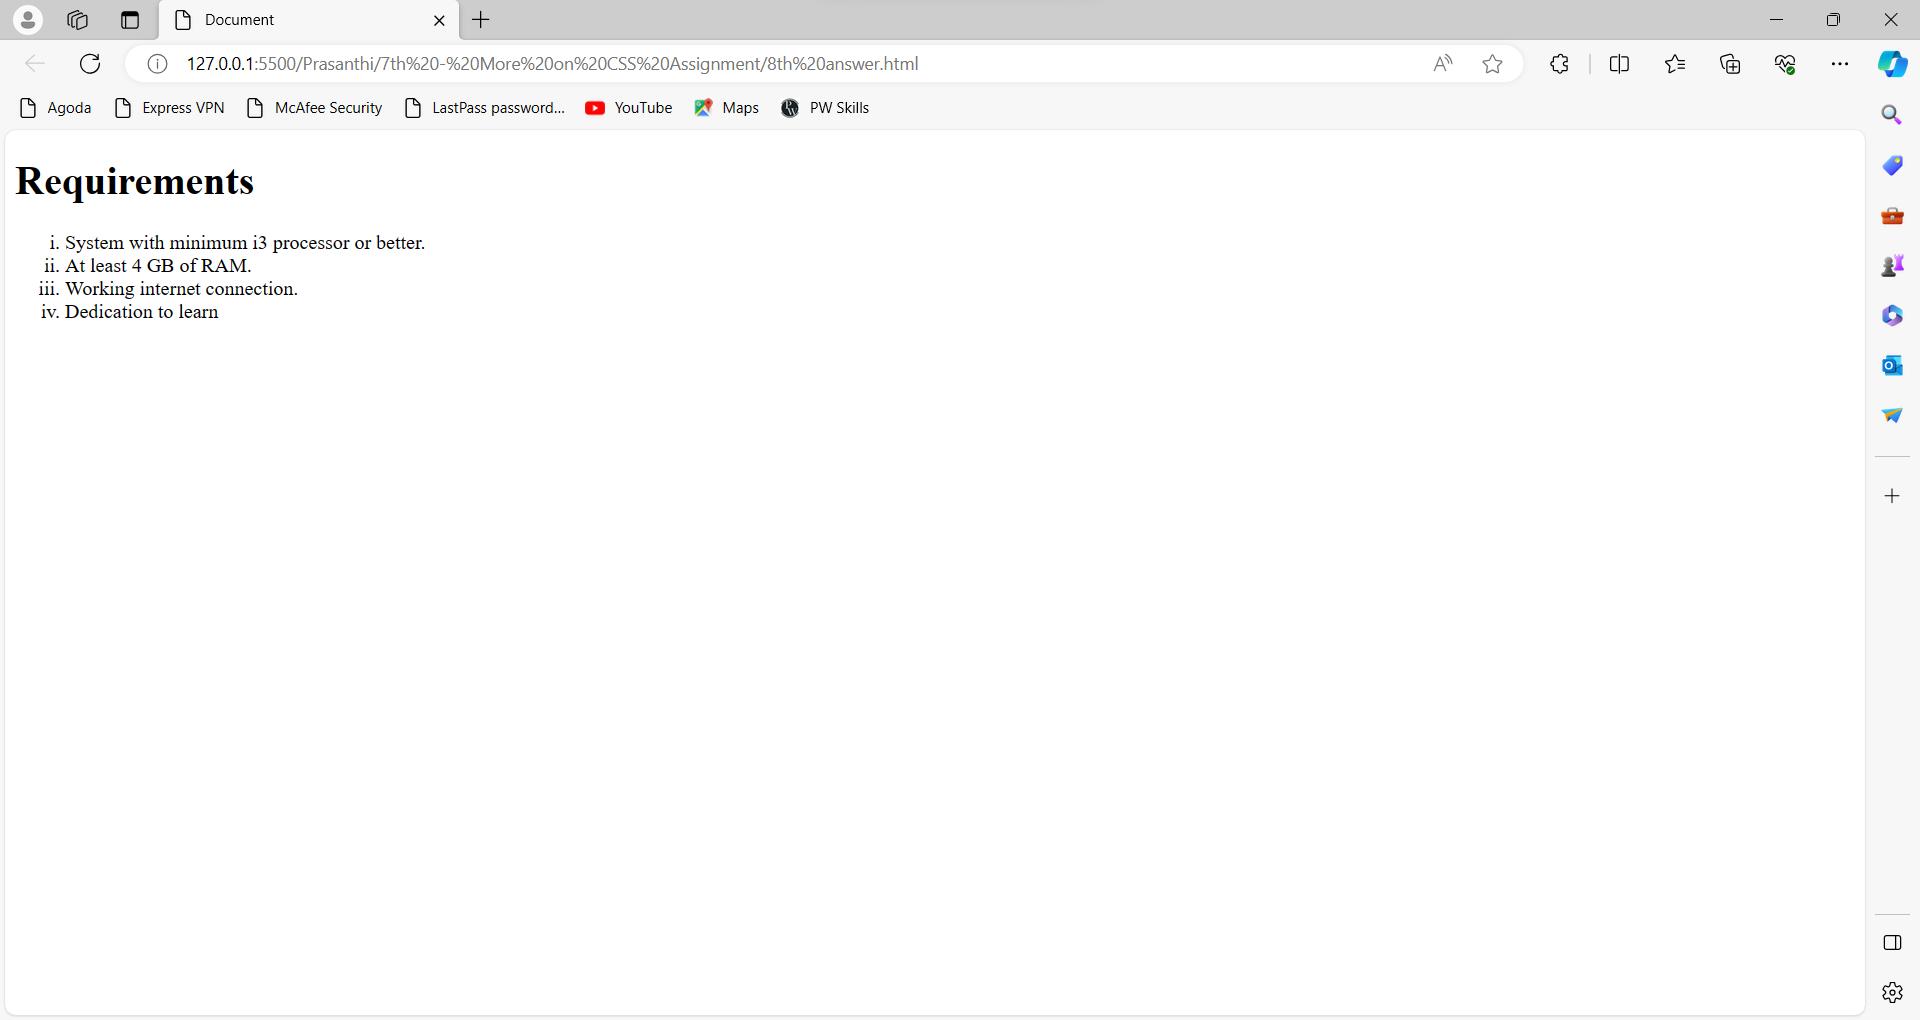 Document
127.0.0.1:5500/Prasanthi/7th%20-%20More%20on%20CSS%20Assignment/8th%20answer.html
Agoda Express VPN McAfee Security LastPass password... YouTube Maps PW Skills
Requirements
i. System with minimum i3 processor or better.
ii. At least 4 GB of RAM.
iii. Working internet connection.
iv. Dedication to learn